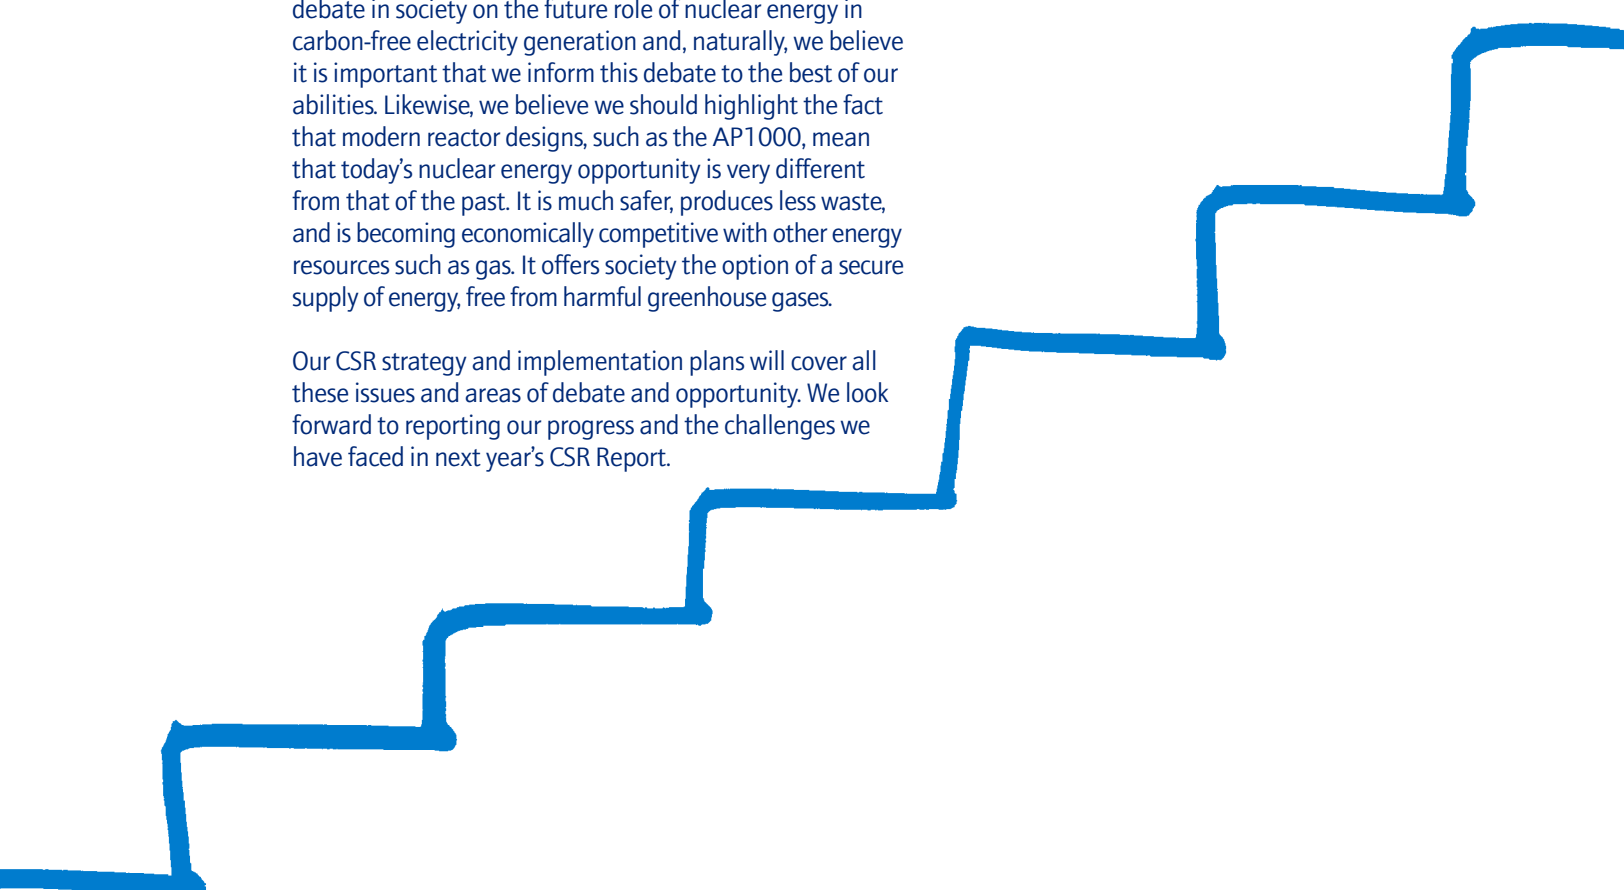 debate in society on the future role of nuclear energy in
carbon-free electricity generation and, naturally, we believe
it is important that we inform this debate to the best of our
abilities. Likewise, we believe we should highlight the fact
that modern reactor designs, such as the AP1000, mean
that today’s nuclear energy opportunity is very different
from that of the past. It is much safer, produces less waste,
and is becoming economically competitive with other energy
resources such as gas. It offers society the option of a secure
supply of energy, free from harmful greenhouse gases.
Our CSR strategy and implementation plans will cover all
these issues and areas of debate and opportunity. We look
forward to reporting our progress and the challenges we
have faced in next year’s CSR Report.